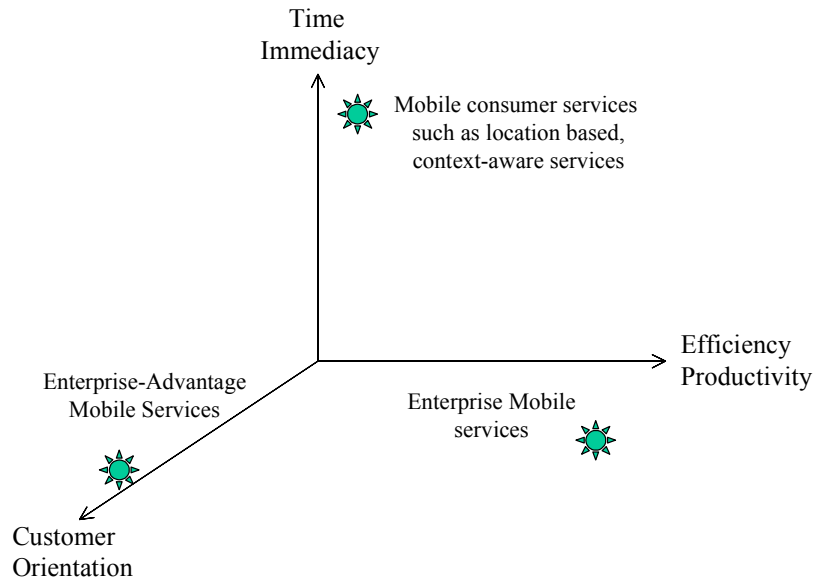 Time
Immediacy
Mobile consumer services
such as location based,
context-aware services
Efficiency
Productivity
Enterprise-Advantage
Mobile Services
Enterprise Mobile
services
Customer
Orientation